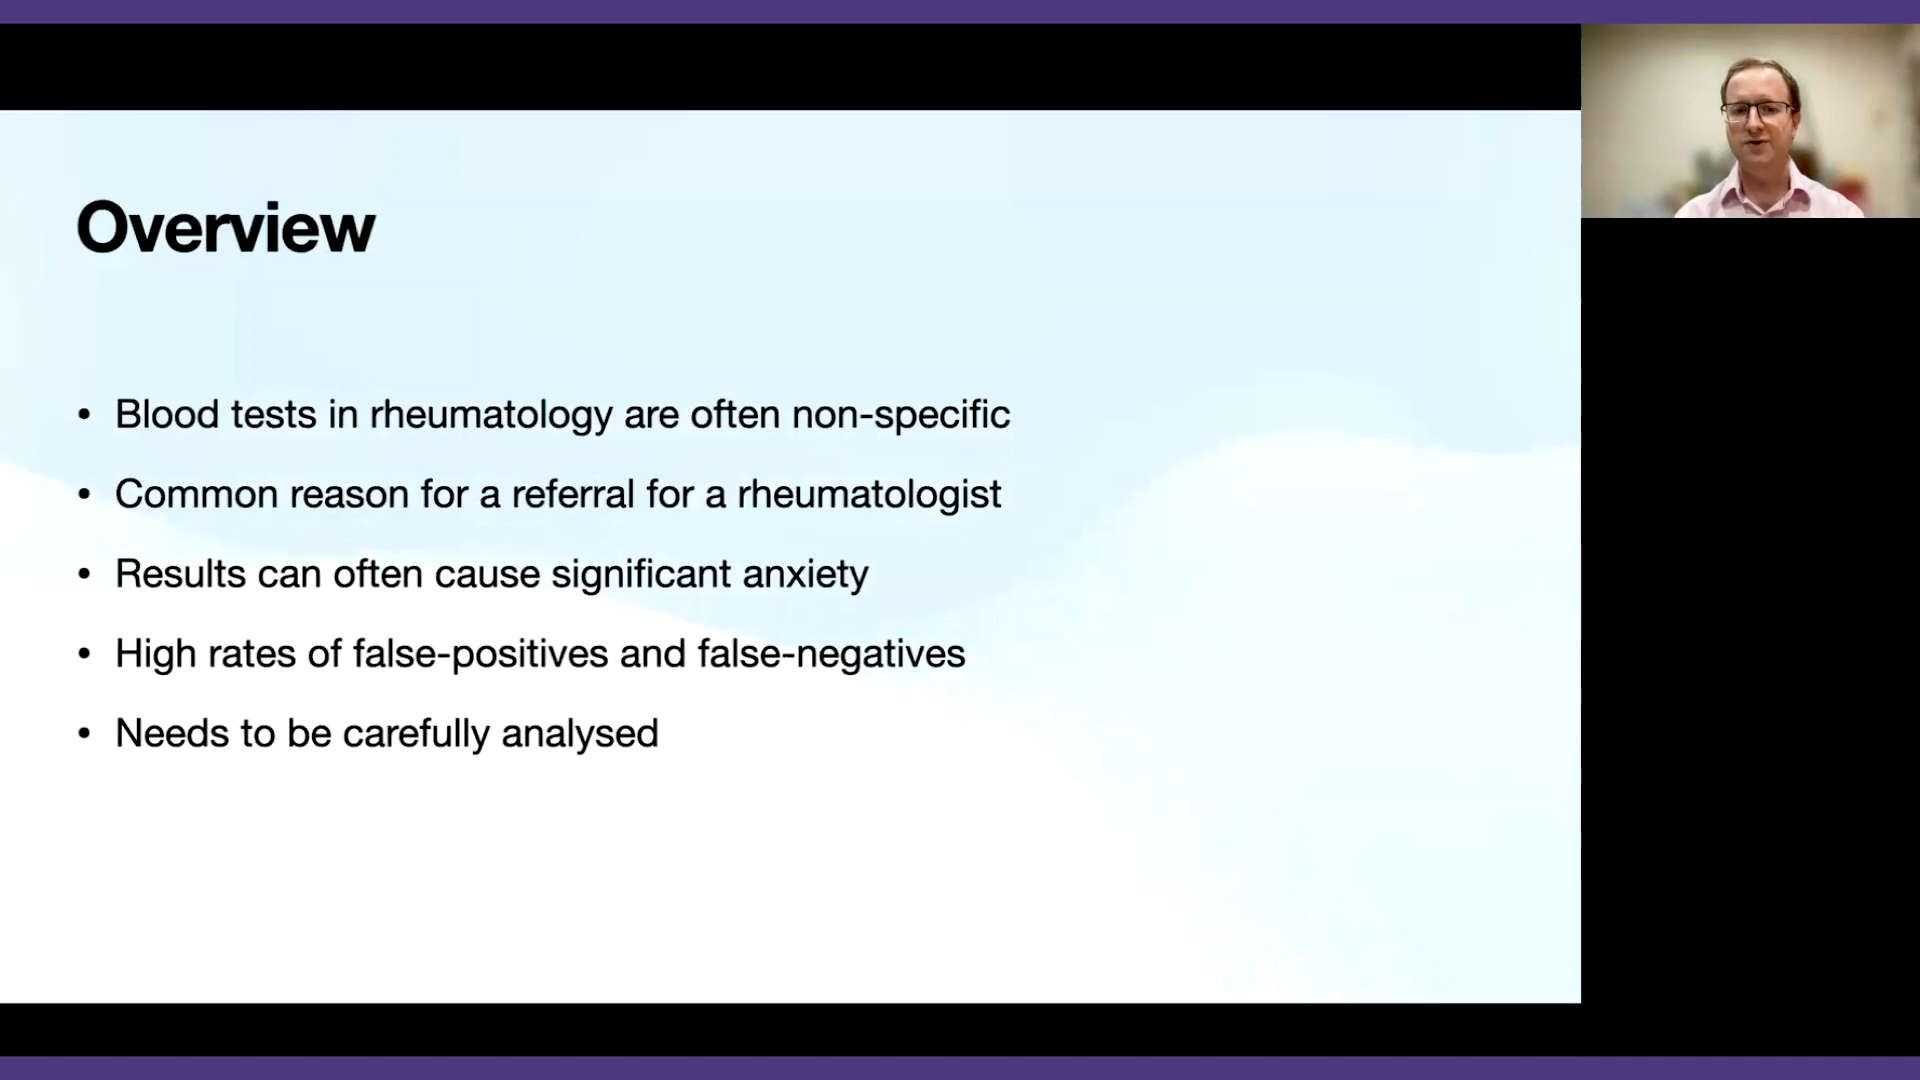 Overview
• Blood tests in rheumatology are often non-specific
• Common reason for a referral for a rheumatologist
• Results can often cause significant anxiety
• High rates of false-positives and false-negatives
• Needs to be carefully analysed